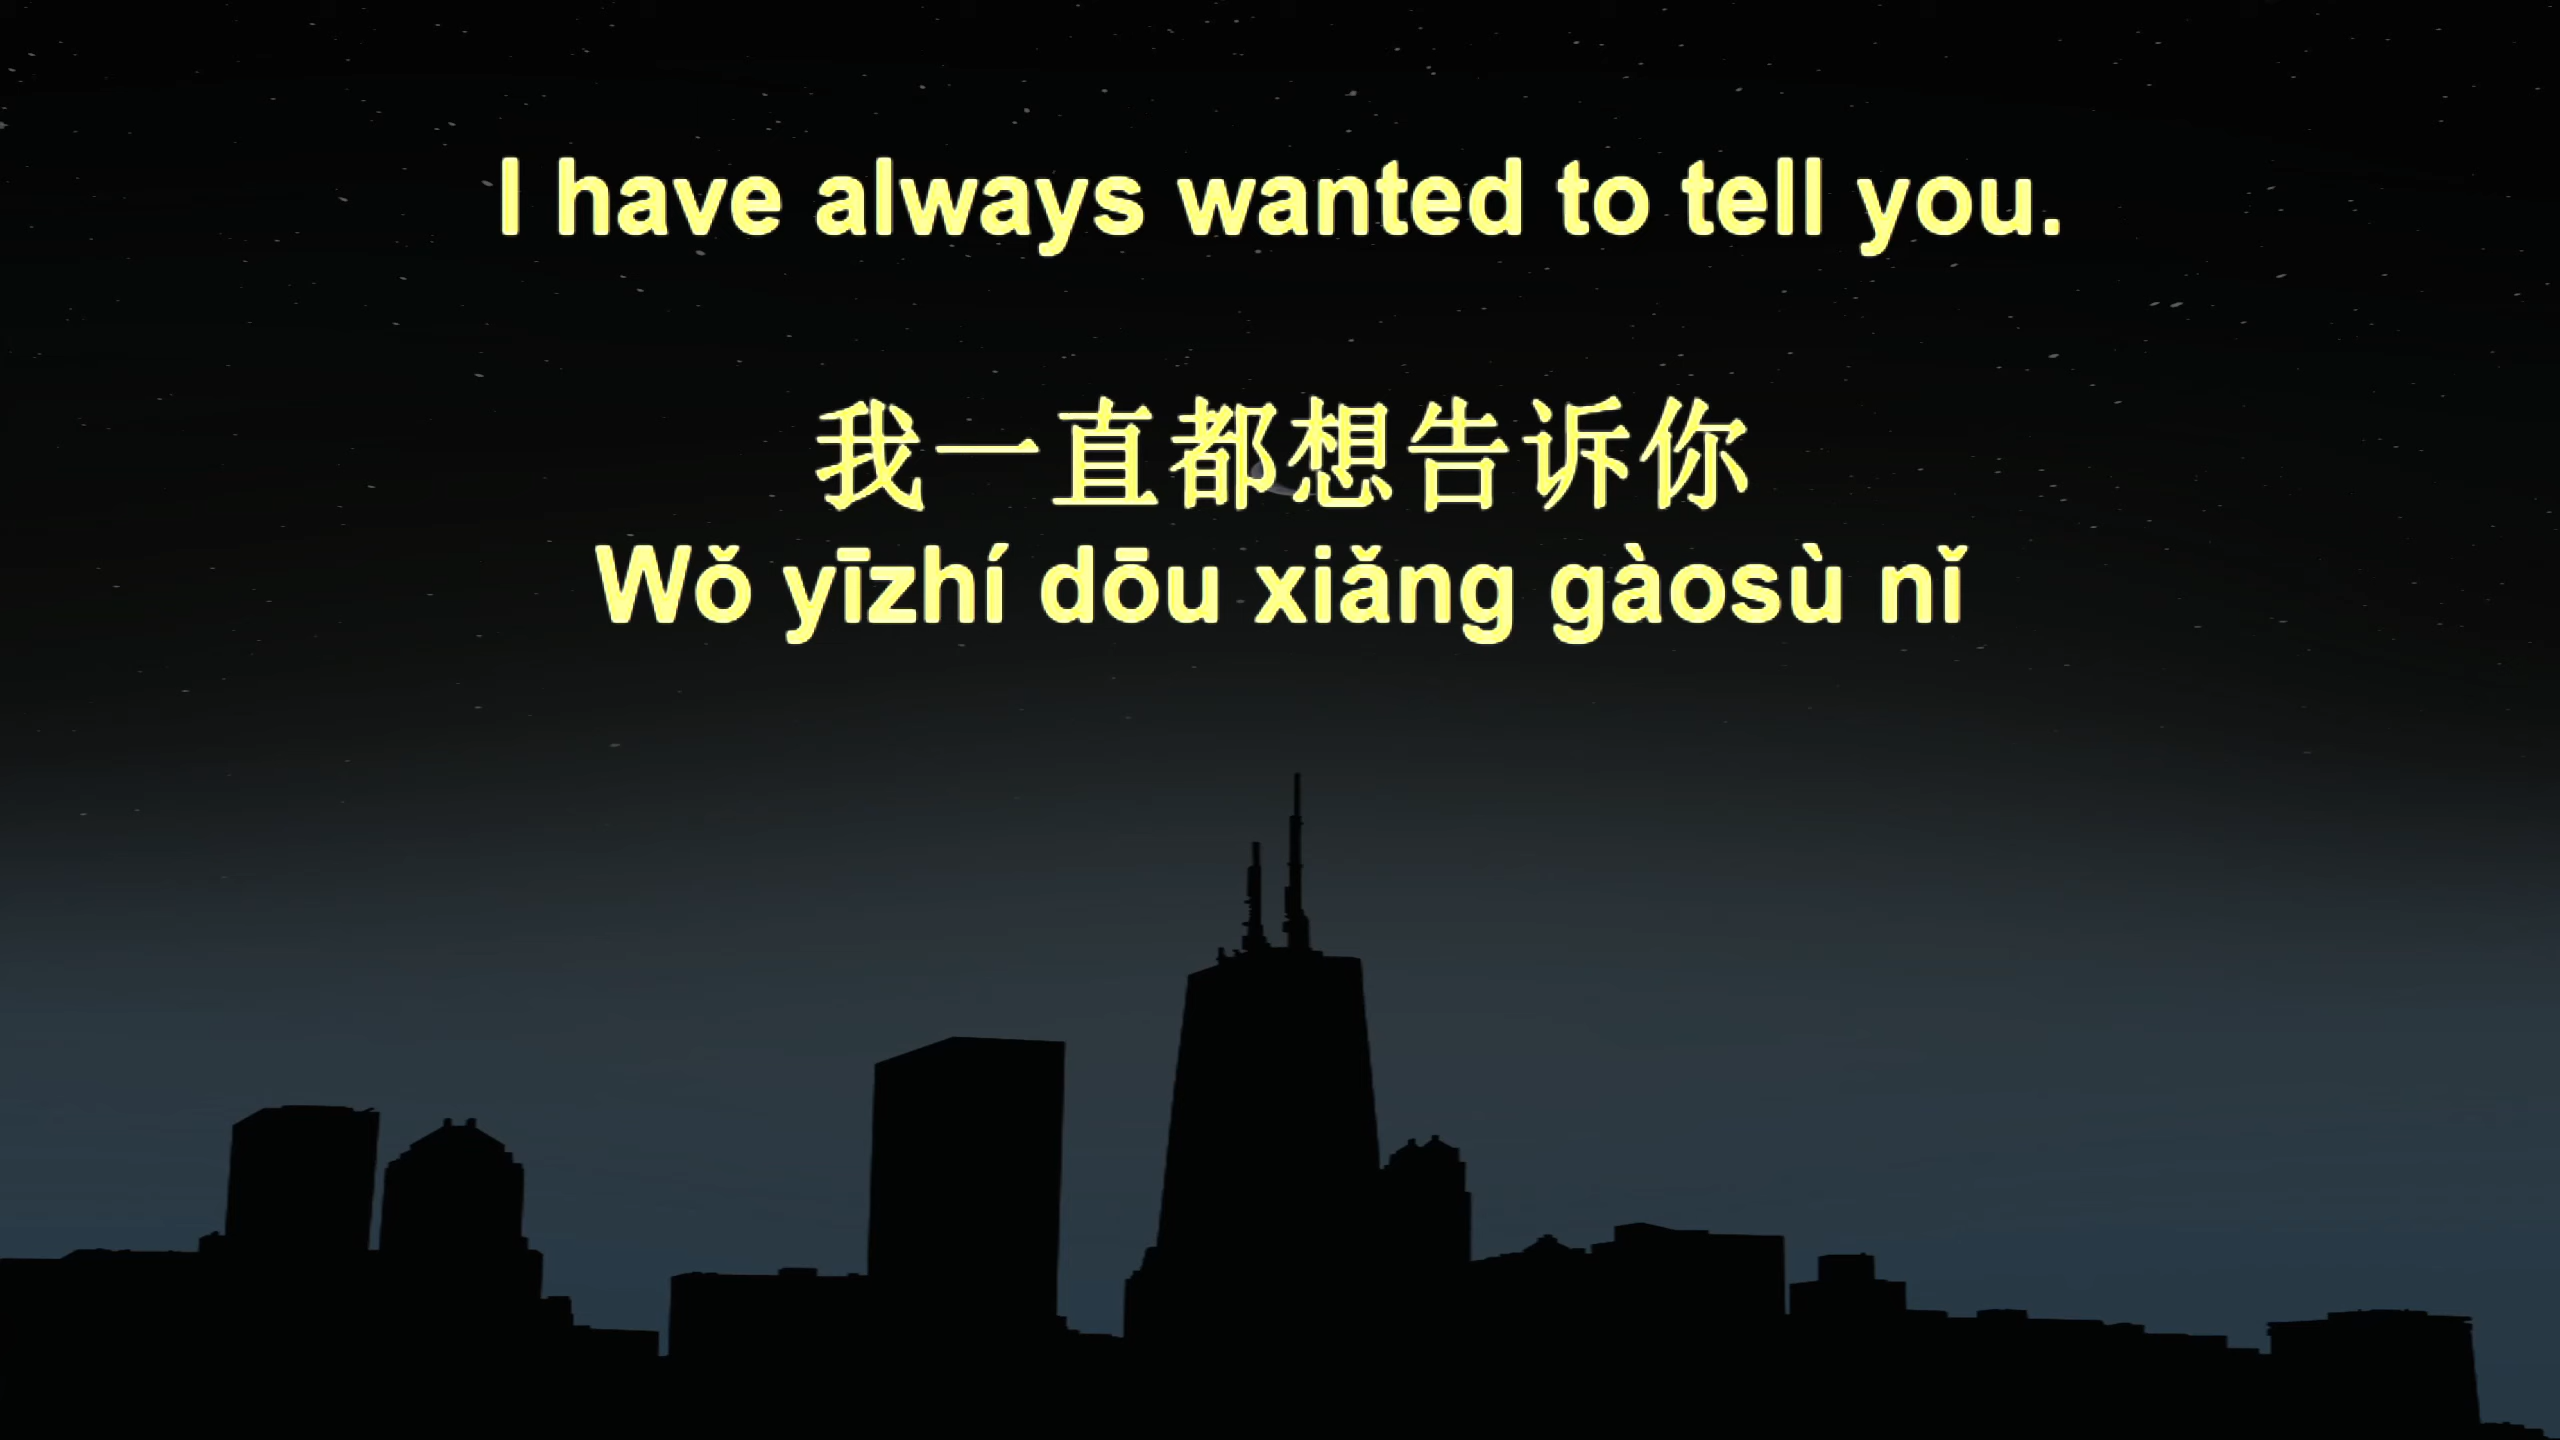 I have always wanted to tell you.
我一直都想告诉你
Wǒ yīzhí dōu xiǎng gàosù nǐ